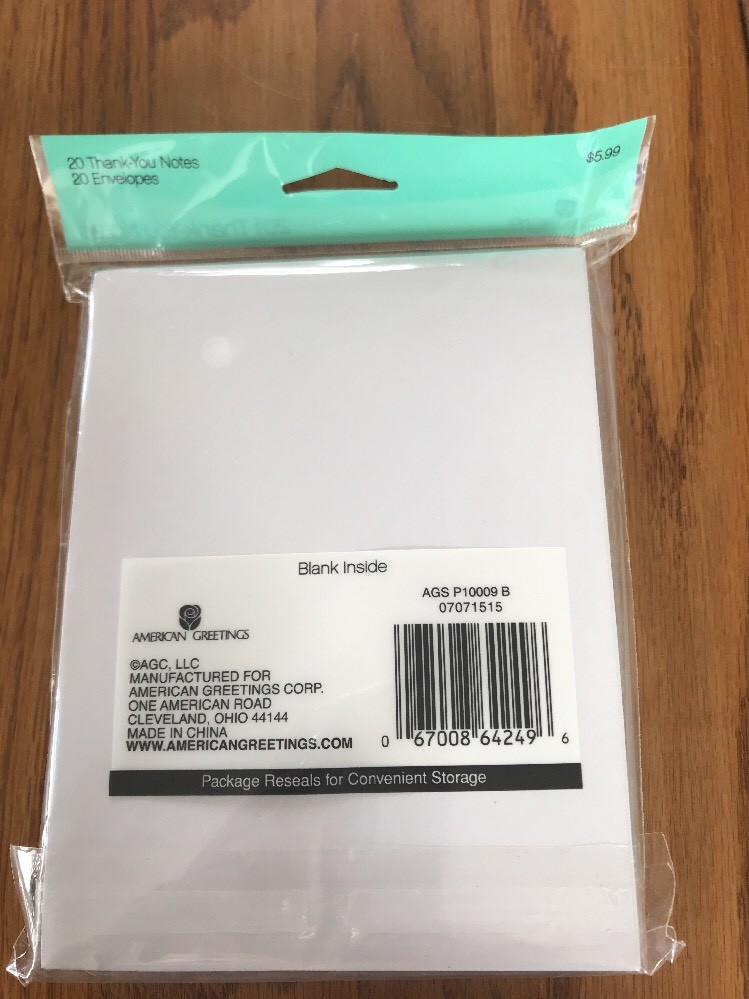 20 Thank-You Notes
20 Envelopes
$5.99
Blank Inside
AMERICAN GREETINGS
©AGC, LLC
MANUFACTURED FOR
AMERICAN GREETINGS CORP.
ONE AMERICAN ROAD
CLEVELAND, OHIO 44144
MADE IN CHINA
WWW.AMERICANGREETINGS.COM
AGS P10009 B
07071515
0 67008 64249 6
Package Reseals for Convenient Storage